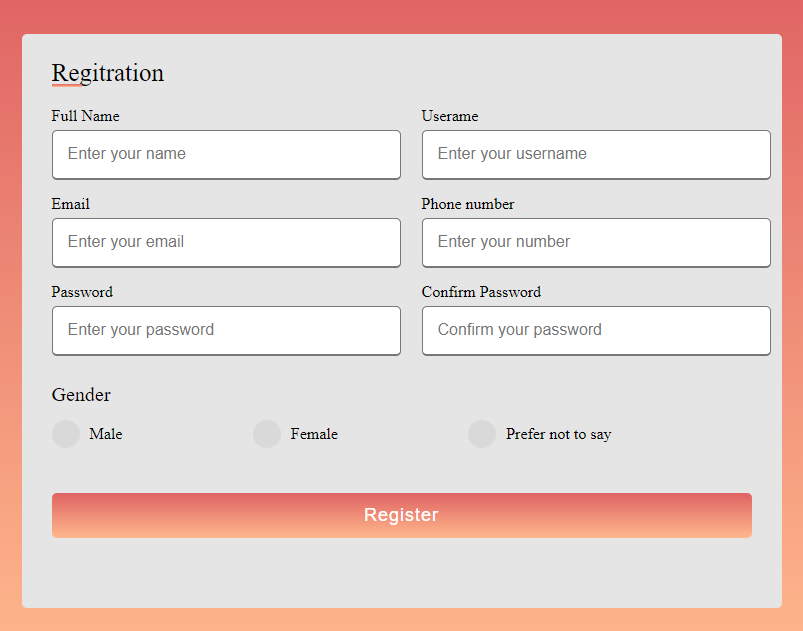 Regitration
Full Name
Userame
Enter your name
Enter your username
Email
Phone number
Enter your email
Enter your number
Password
Confirm Password
Enter your password
Confirm your password
Gender
Male
Female
Prefer not to say
Register